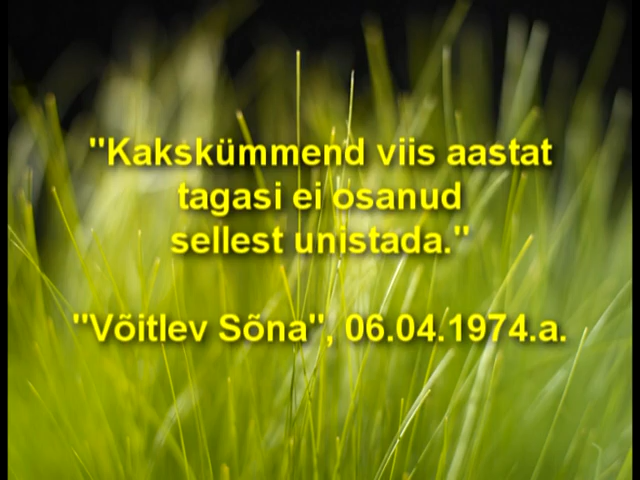 "Kakskümmend viis aastat
tagasi ei osanud
sellest unistada."
"Võitlev Sõna", 06.04.1974.a.